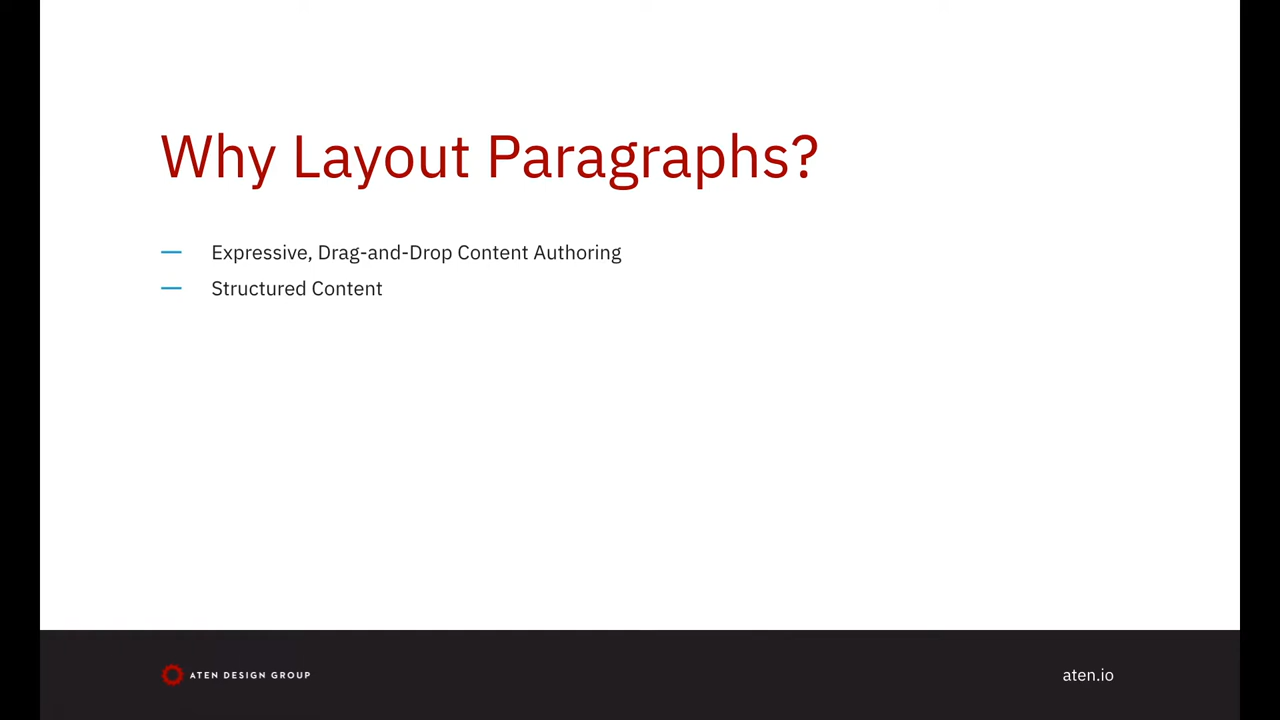 Why Layout Paragraphs?
— Expressive, Drag-and-Drop Content Authoring
— Structured Content
ATEN DESIGN GROUP
aten.io